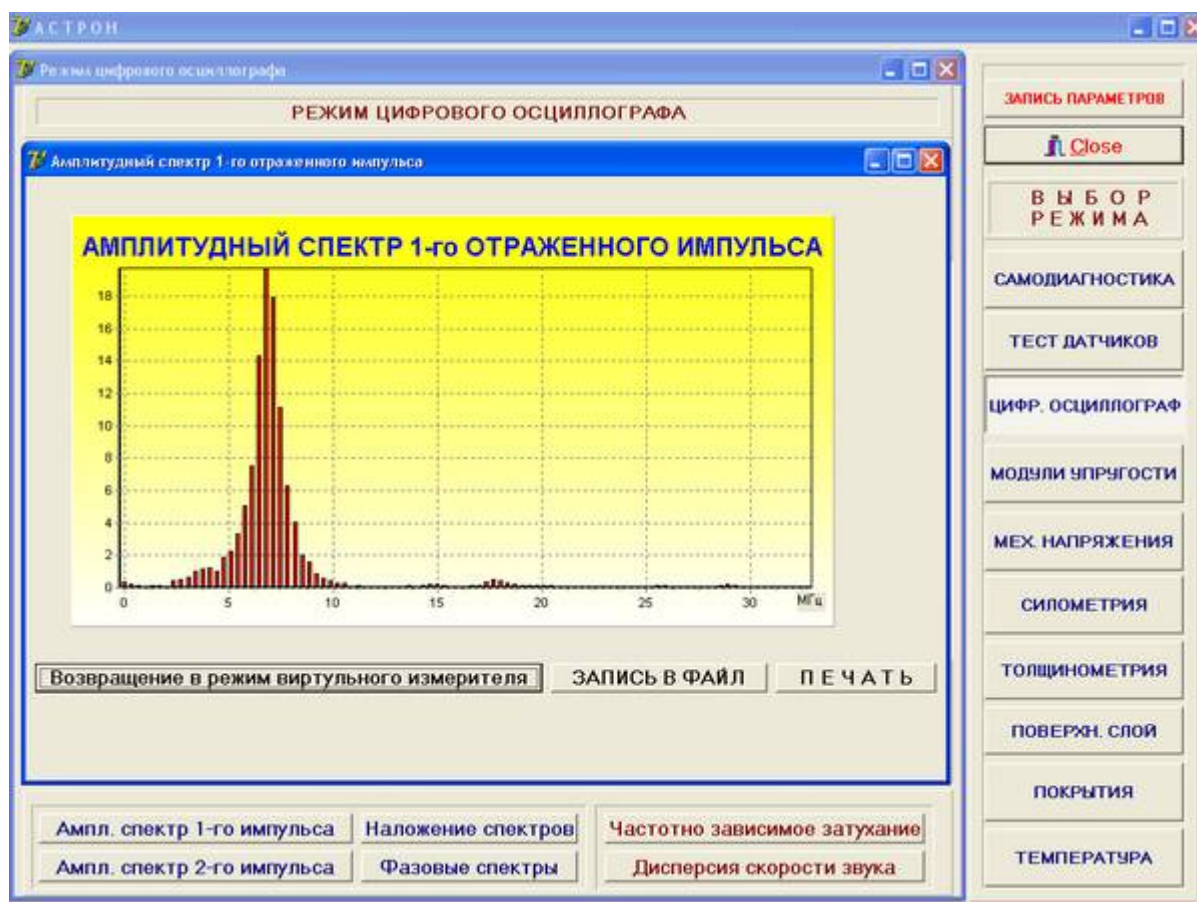 АСТРОН
Режим цифрового осциллографа
РЕЖИМ ЦИФРОВОГО ОСЦИЛЛОГРАФА
Амплитудный спектр 1-го отраженного импульса
АМПЛИТУДНЫЙ СПЕКТР 1-го ОТРАЖЕННОГО ИМПУЛЬСА
18
16
14
12
10
8
6
4
2
0
0 5 10 15 20 25 30 МГц
Возвращение в режим виртульного измерителя
ЗАПИСЬ В ФАЙЛ
ПЕЧАТЬ
Ампл. спектр 1-го импульса
Наложение спектров
Частотно зависимое затухание
Ампл. спектр 2-го импульса
Фазовые спектры
Дисперсия скорости звука
ЗАПИСЬ ПАРАМЕТРОВ
Close
ВЫБОР
РЕЖИМА
САМОДИАГНОСТИКА
ТЕСТ ДАТЧИКОВ
ЦИФР. ОСЦИЛЛОГРАФ
МОДУЛИ УПРУГОСТИ
МЕХ. НАПРЯЖЕНИЯ
СИЛОМЕТРИЯ
ТОЛЩИНОМЕТРИЯ
ПОВЕРХН. СЛОЙ
ПОКРЫТИЯ
ТЕМПЕРАТУРА